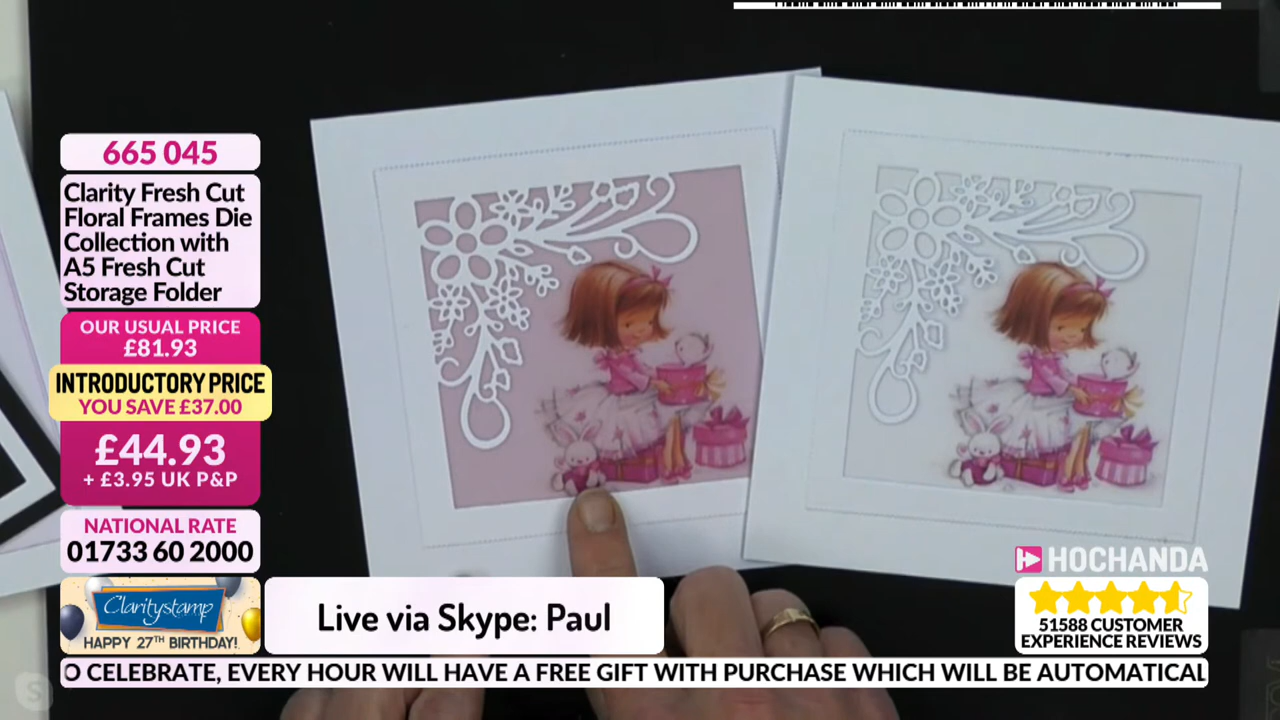 665 045
Clarity Fresh Cut
Floral Frames Die
Collection with
A5 Fresh Cut
Storage Folder
OUR USUAL PRICE
£81.93
INTRODUCTORY PRICE
YOU SAVE £37.00
£44.93
+ £3.95 UK P&P
NATIONAL RATE
01733 60 2000
Claritystamp
HAPPY 27TH BIRTHDAY!
Live via Skype: Paul
HOCHANDA
51588 CUSTOMER
EXPERIENCE REVIEWS
O CELEBRATE, EVERY HOUR WILL HAVE A FREE GIFT WITH PURCHASE WHICH WILL BE AUTOMATICAL